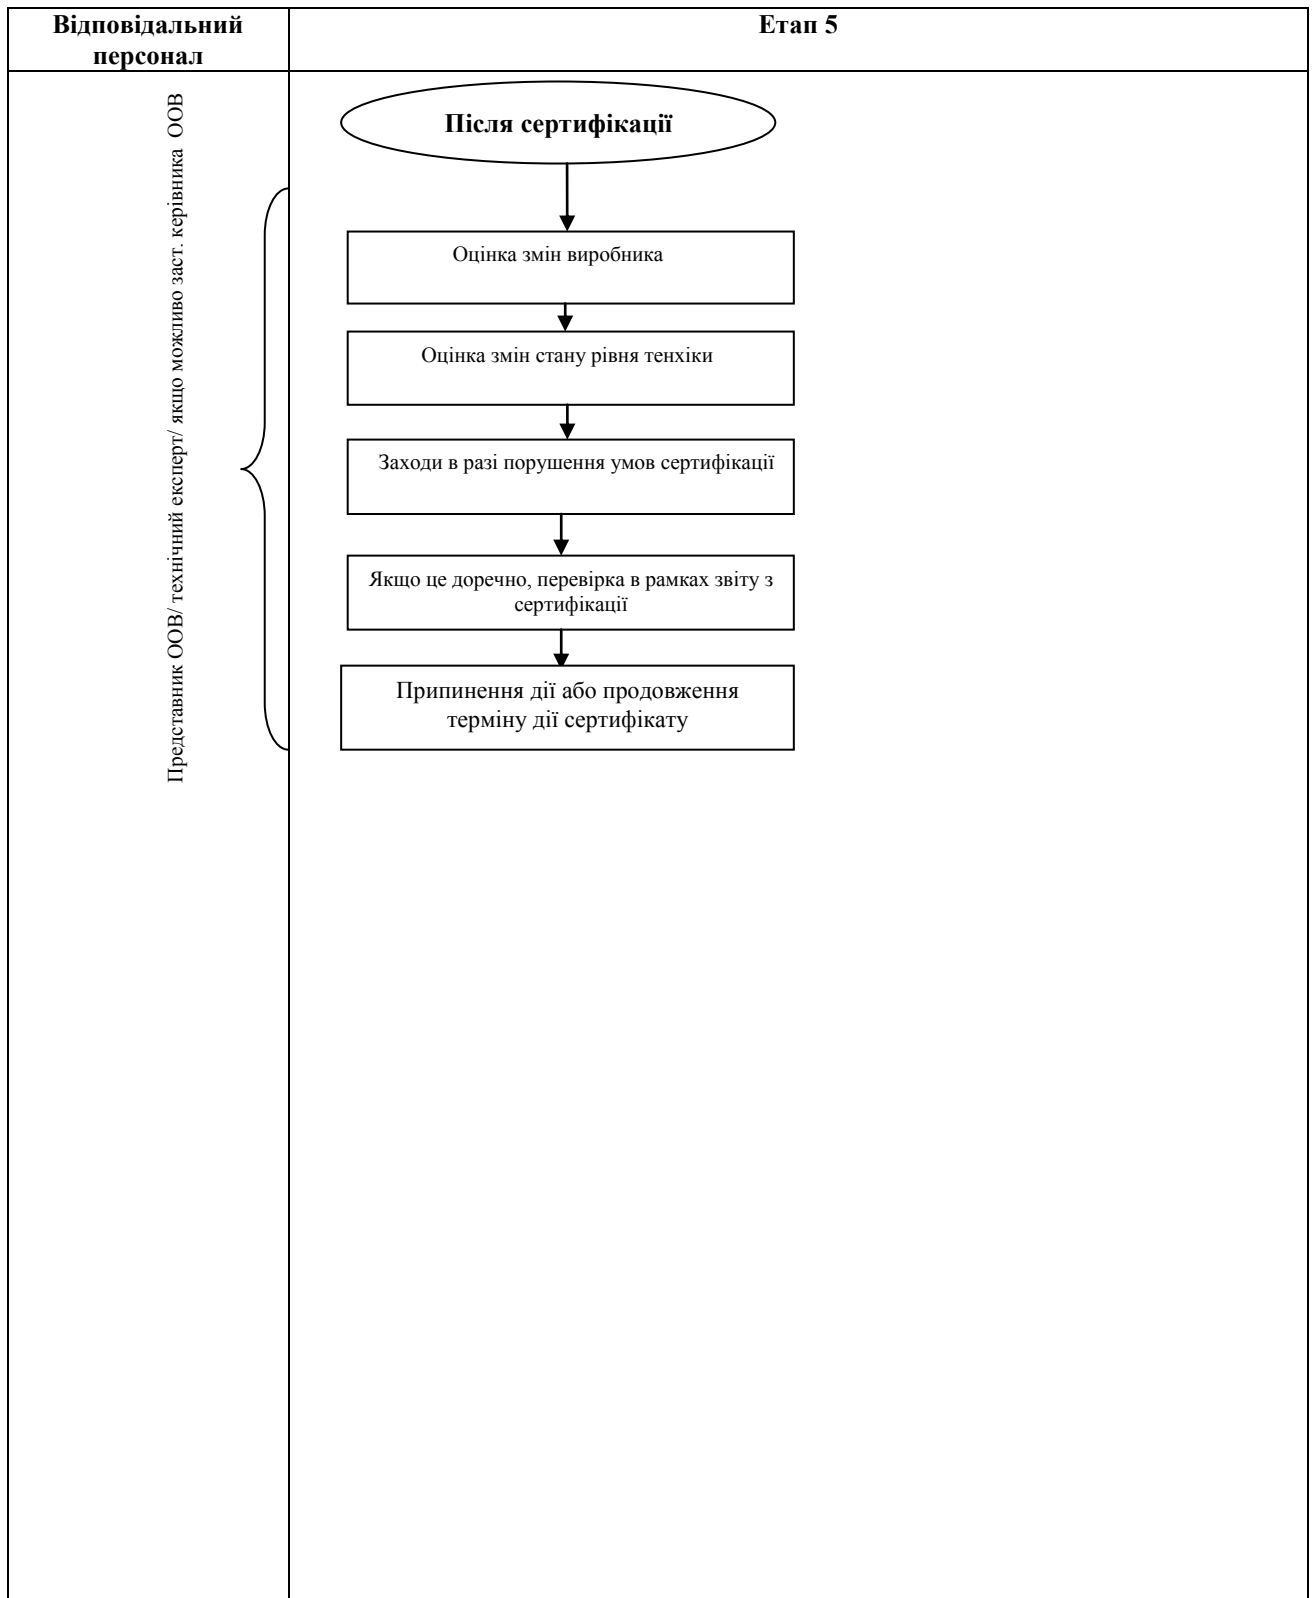 Відповідальний
персонал
Етап 5
Представник ООВ/ технічний експерт/ якщо можливо заст. керівника ООВ
Після сертифікації
Оцінка змін виробника
Оцінка змін стану рівня тенхіки
Заходи в разі порушення умов сертифікації
Якщо це доречно, перевірка в рамках звіту з
сертифікації
Припинення дії або продовження
терміну дії сертифікату